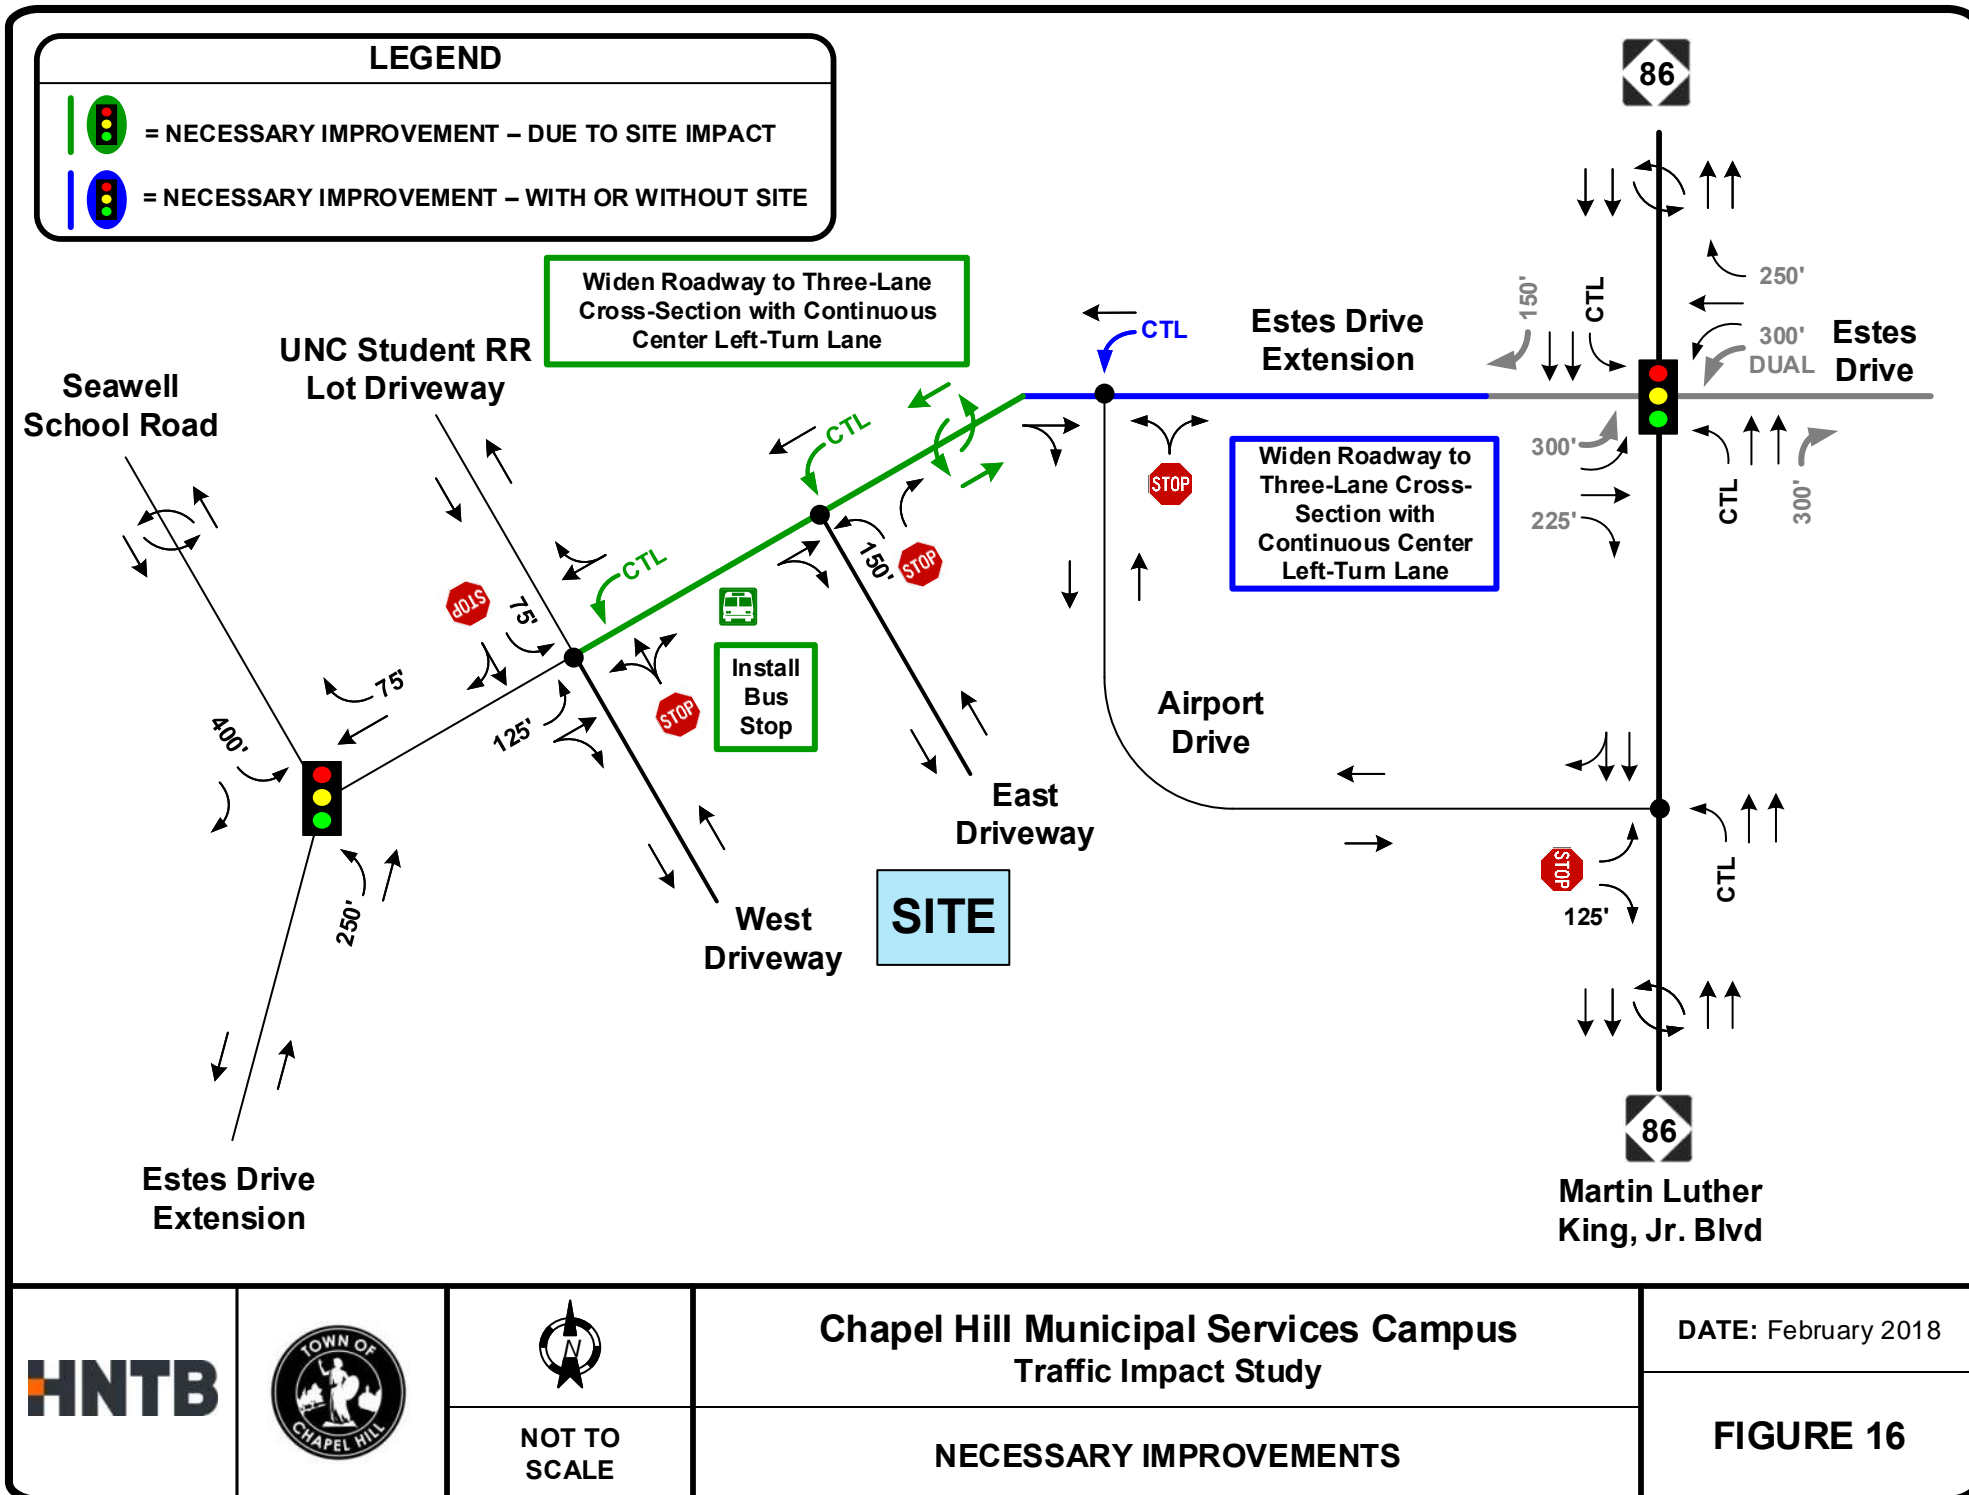 LEGEND
= NECESSARY IMPROVEMENT – DUE TO SITE IMPACT
= NECESSARY IMPROVEMENT – WITH OR WITHOUT SITE
86
Widen Roadway to Three-Lane
Cross-Section with Continuous
Center Left-Turn Lane
UNC Student RR
Lot Driveway
Seawell
School Road
CTL
Estes Drive
Extension
150'
CTL
250'
300'
DUAL
Estes
Drive
CTL
CTL
300'
225'
CTL
300'
STOP
Widen Roadway to
Three-Lane Cross-
Section with
Continuous Center
Left-Turn Lane
150'
STOP
STOP
75'
75'
125'
STOP
Install
Bus
Stop
400'
250'
Airport
Drive
East
Driveway
West
Driveway
SITE
STOP
125'
CTL
Estes Drive
Extension
86
Martin Luther
King, Jr. Blvd
HNTB
TOWN OF
CHAPEL HILL
N
NOT TO
SCALE
Chapel Hill Municipal Services Campus
Traffic Impact Study
NECESSARY IMPROVEMENTS
DATE: February 2018
FIGURE 16